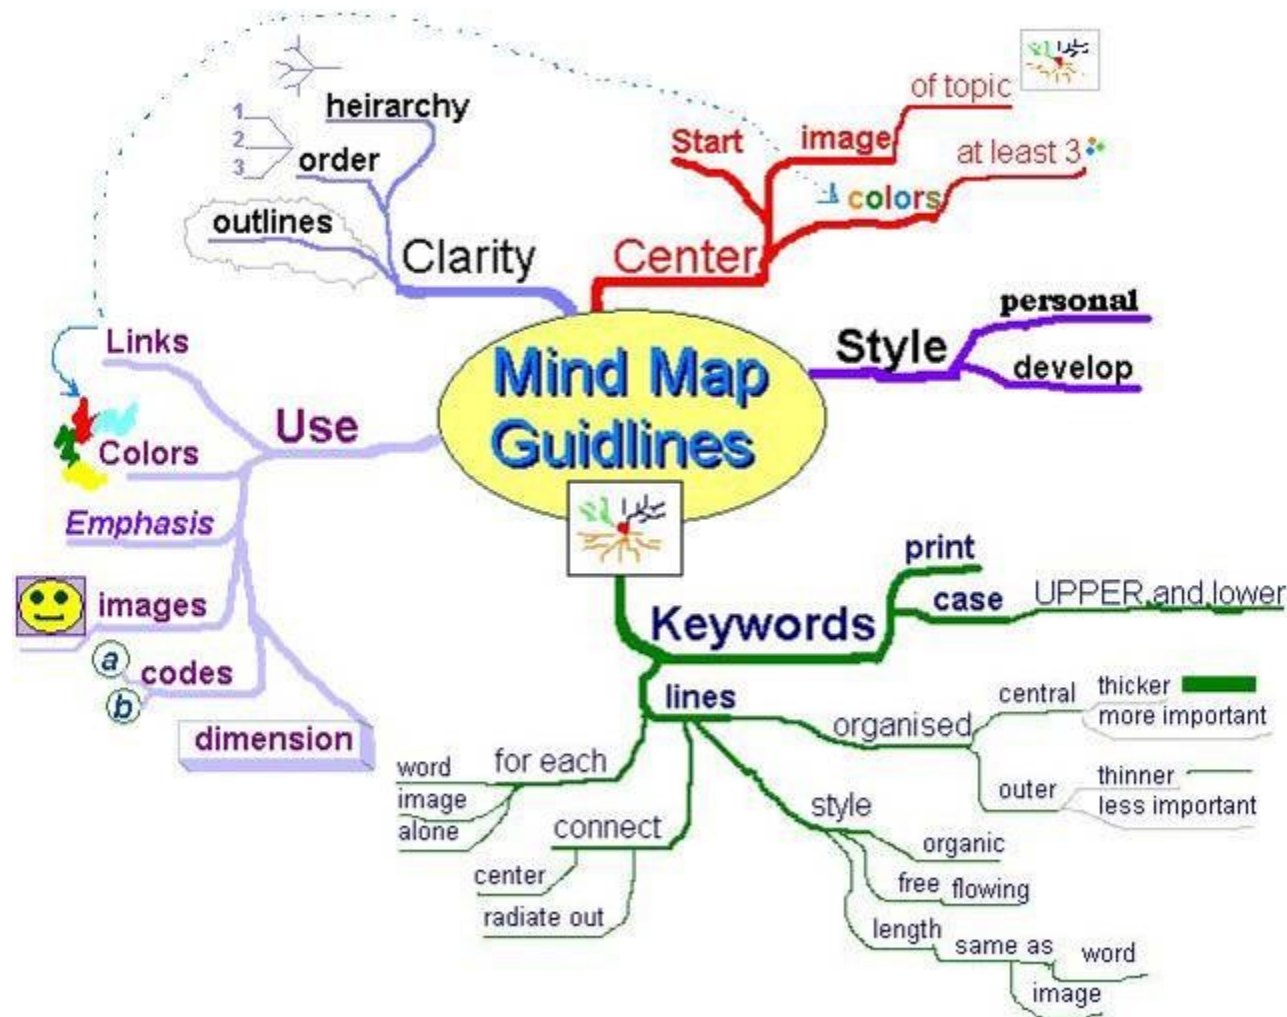 Mind Map
Guidlines
Center
Start
image
of topic
colors
at least 3
Style
personal
develop
Keywords
print
case
UPPER and lower
lines
organised
central
thicker
more important
outer
thinner
less important
style
organic
free flowing
length
same as
word
image
connect
center
radiate out
for each
word
image
alone
Use
Links
Colors
Emphasis
images
codes
a
b
dimension
Clarity
heirarchy
order
1
2
3
outlines